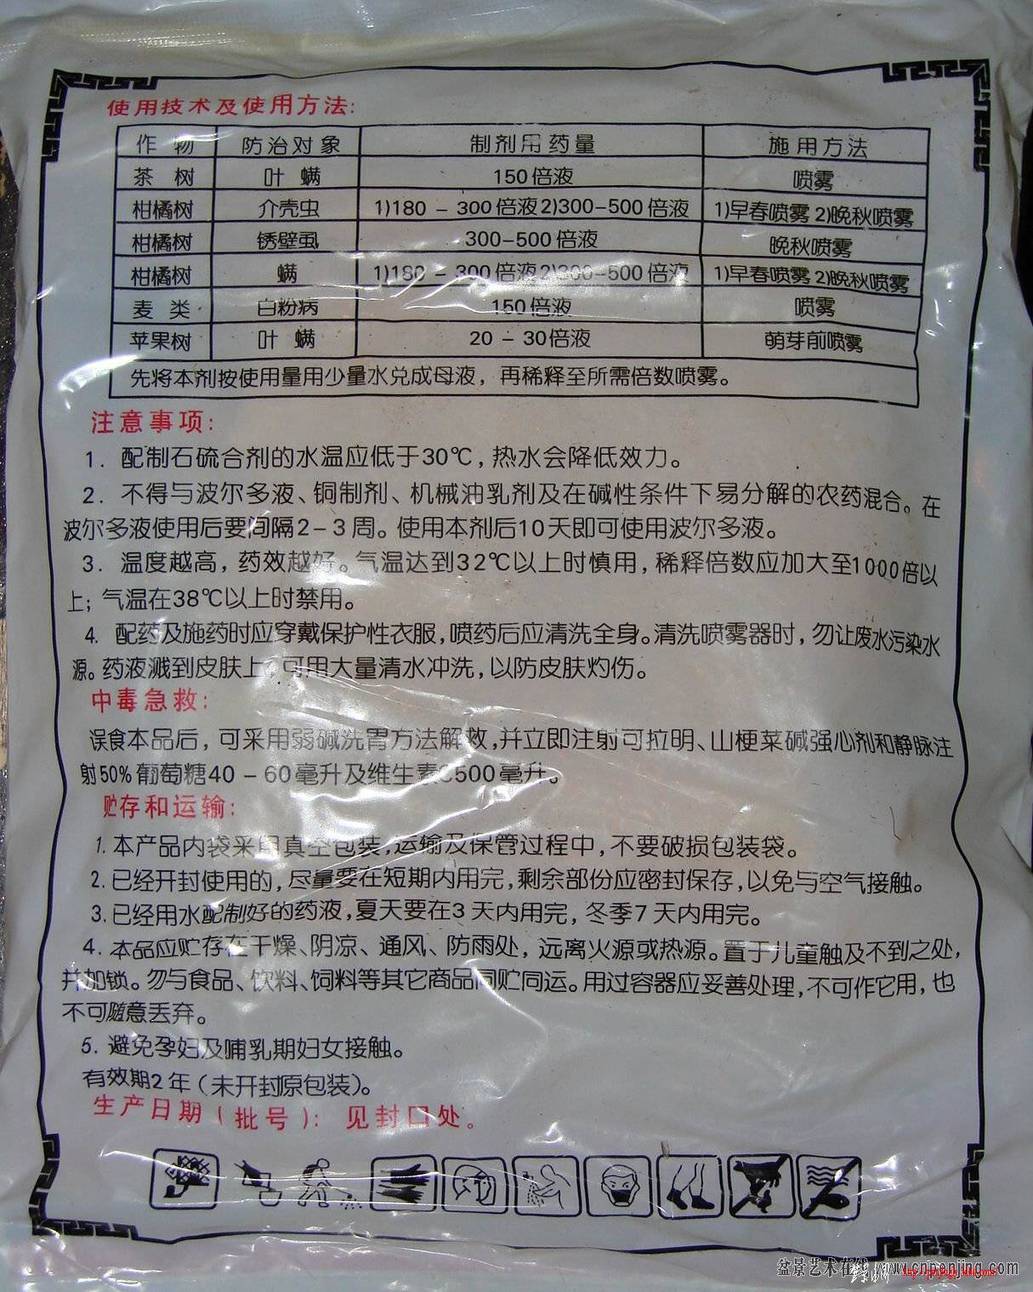 使用技术及使用方法:
作 物 防治对象 制剂用药量 施用方法
茶 树 叶 螨 150倍液 喷雾
柑橘树 介壳虫 1)180-300倍液2)300-500倍液 1)早春喷雾2)晚秋喷雾
柑橘树 锈壁虱 300-500倍液 晚秋喷雾
柑橘树 螨 1)180-300倍液2)300-500倍液 1)早春喷雾2)晚秋喷雾
麦 类 白粉病 150倍液 喷雾
苹果树 叶 螨 20-30倍液 萌芽前喷雾
先将本剂按使用量用少量水兑成母液，再稀释至所需倍数喷雾。
注意事项:
1. 配制石硫合剂的水温应低于30℃，热水会降低效力。
2. 不得与波尔多液、铜制剂、机械油乳剂及在碱性条件下易分解的农药混合。在
波尔多液使用后要间隔2-3周。使用本剂后10天即可使用波尔多液。
3. 温度越高，药效越好。气温达到32℃以上时慎用，稀释倍数应加大至1000倍以
上；气温在38℃以上时禁用。
4. 配药及施药时应穿戴保护性衣服，喷药后应清洗全身。清洗喷雾器时，勿让废水污染水
源。药液溅到皮肤上，可用大量清水冲洗，以防皮肤灼伤。
中毒急救:
误食本品后，可采用弱碱洗胃方法解救，并立即注射可拉明、山梗菜碱强心剂和静脉注
射50%葡萄糖40-60毫升及维生素C500毫升。
贮存和运输:
1.本产品内袋采用真空包装，运输及保管过程中，不要破损包装袋。
2.已经开封使用的，尽量要在短期内用完，剩余部份应密封保存，以免与空气接触。
3.已经用水配制好的药液，夏天要在3天内用完，冬季7天内用完。
4.本品应贮存在干燥、阴凉、通风、防雨处，远离火源或热源。置于儿童触及不到之处，
并加锁。勿与食品、饮料、饲料等其它商品同贮同运。用过容器应妥善处理，不可作它用，也
不可随意丢弃。
5. 避免孕妇及哺乳期妇女接触。
有效期2年(未开封原包装)。
生产日期(批号): 见封口处。
盆景艺术在线 www.cnpenjing.com